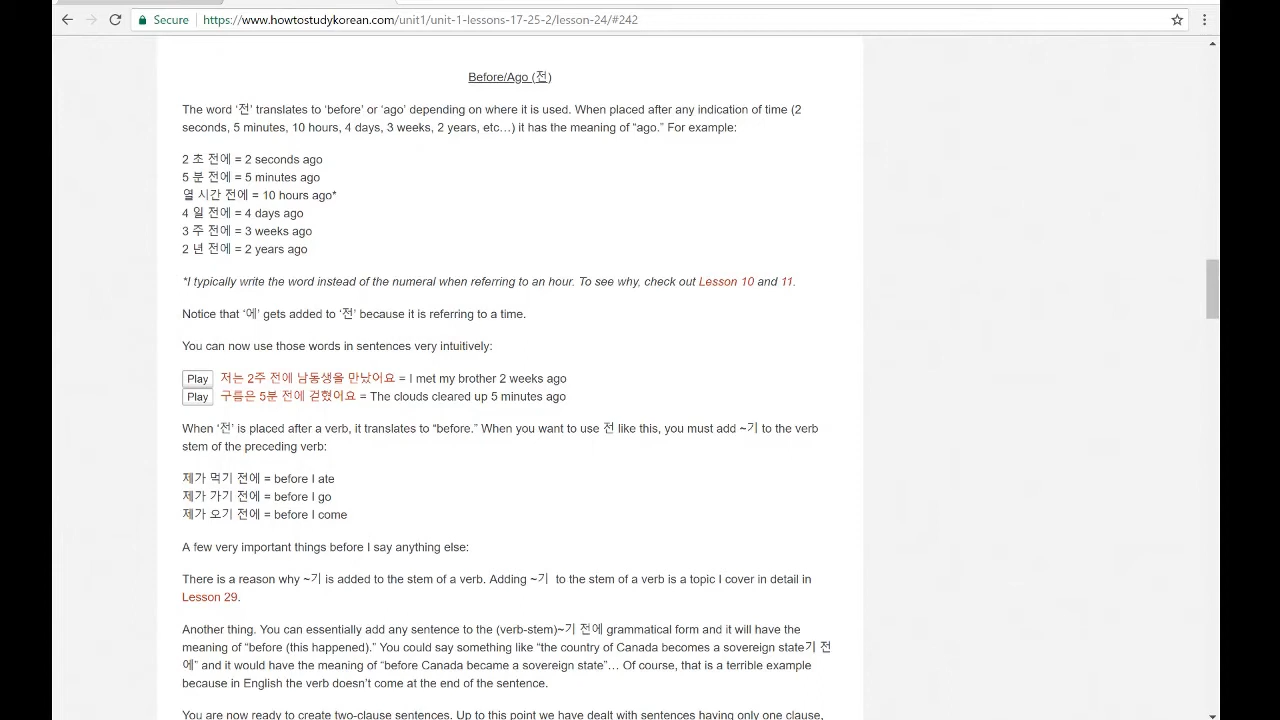 Secure
https://www.howtostudykorean.com/unit1/unit-1-lessons-17-25-2/lesson-24/#242
Before/Ago (전)
The word ‘전’ translates to ‘before’ or ‘ago’ depending on where it is used. When placed after any indication of time (2
seconds, 5 minutes, 10 hours, 4 days, 3 weeks, 2 years, etc…) it has the meaning of “ago.” For example:
2 초 전에 = 2 seconds ago
5 분 전에 = 5 minutes ago
열 시간 전에 = 10 hours ago*
4 일 전에 = 4 days ago
3 주 전에 = 3 weeks ago
2 년 전에 = 2 years ago
*I typically write the word instead of the numeral when referring to an hour. To see why, check out Lesson 10 and 11.
Notice that ‘에’ gets added to ‘전’ because it is referring to a time.
You can now use those words in sentences very intuitively:
Play 저는 2주 전에 남동생을 만났어요 = I met my brother 2 weeks ago
Play 구름은 5분 전에 걷혔어요 = The clouds cleared up 5 minutes ago
When ‘전’ is placed after a verb, it translates to “before.” When you want to use 전 like this, you must add ~기 to the verb
stem of the preceding verb:
제가 먹기 전에 = before I ate
제가 가기 전에 = before I go
제가 오기 전에 = before I come
A few very important things before I say anything else:
There is a reason why ~기 is added to the stem of a verb. Adding ~기 to the stem of a verb is a topic I cover in detail in
Lesson 29.
Another thing. You can essentially add any sentence to the (verb-stem)~기 전에 grammatical form and it will have the
meaning of “before (this happened).” You could say something like “the country of Canada becomes a sovereign state기 전
에” and it would have the meaning of “before Canada became a sovereign state”… Of course, that is a terrible example
because in English the verb doesn’t come at the end of the sentence.
You are now ready to create two-clause sentences. Up to this point we have dealt with sentences having only one clause,